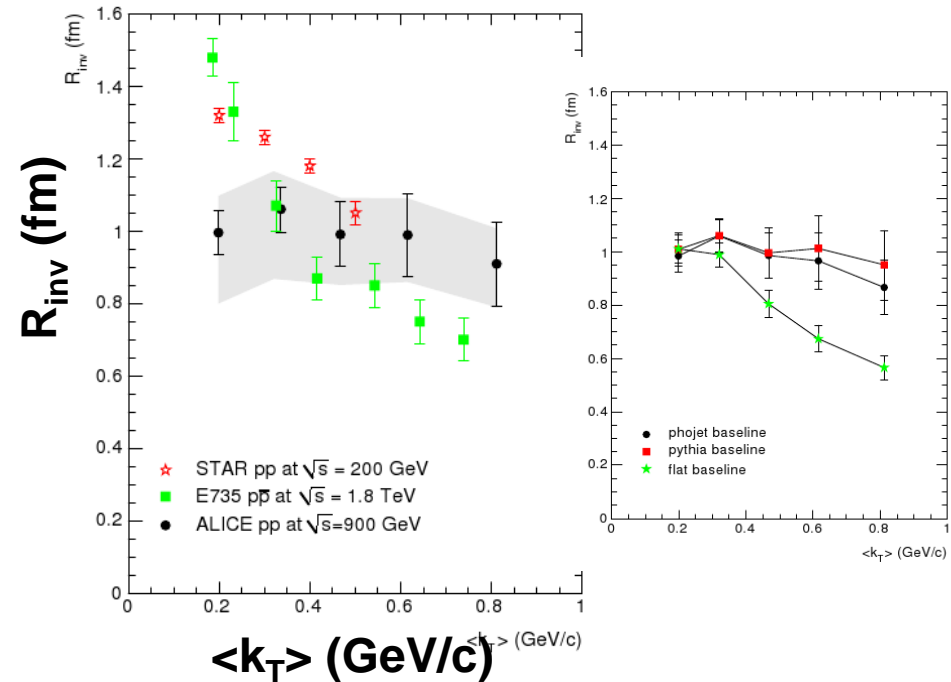 R_inv (fm)
R_inv (fm)
1.6
1.4
1.2
1
0.8
0.6
0.4
0.2
0
☆ STAR pp at √s = 200 GeV
■ E735 pp̅ at √s = 1.8 TeV
● ALICE pp at √s=900 GeV
0 0.2 0.4 0.6 0.8 1
<k_T> (GeV/c)
<k_T> (GeV/c)
R_inv (fm)
1.6
1.4
1.2
1
0.8
0.6
0.4
0.2
0
● phojet baseline
■ pythia baseline
★ flat baseline
0 0.2 0.4 0.6 0.8 1
<k_T> (GeV/c)